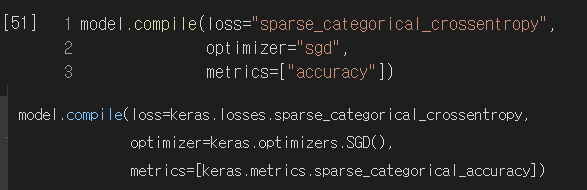 [51] 1 model.compile(loss="sparse_categorical_crossentropy",
2 optimizer="sgd",
3 metrics=["accuracy"])
model.compile(loss=keras.losses.sparse_categorical_crossentropy,
optimizer=keras.optimizers.SGD(),
metrics=[keras.metrics.sparse_categorical_accuracy])